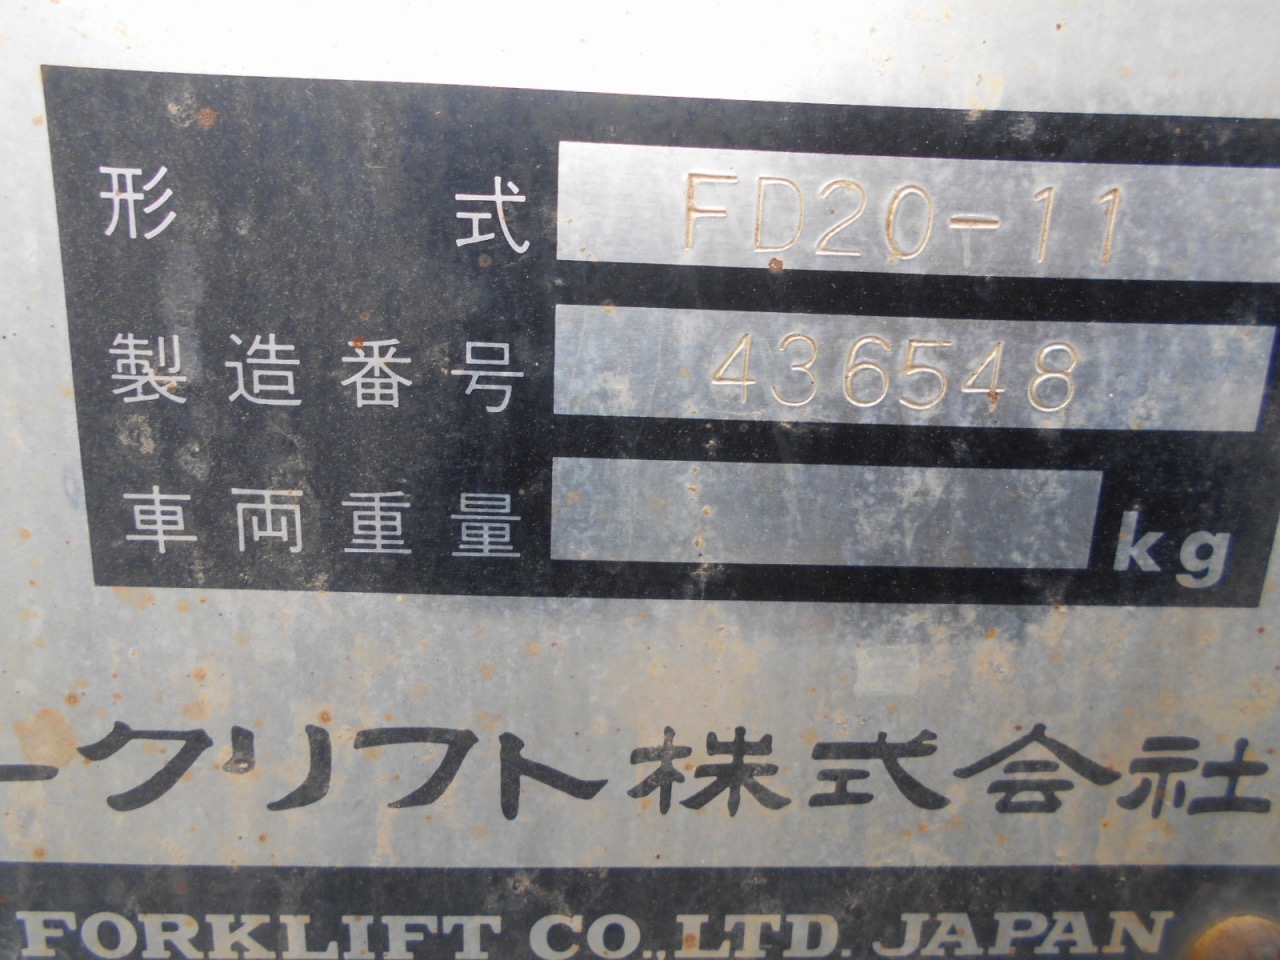 形 式 FD20-11
製造番号 436548
車両重量 kg
ークリフト株式会社
FORKLIFT CO.,LTD. JAPAN